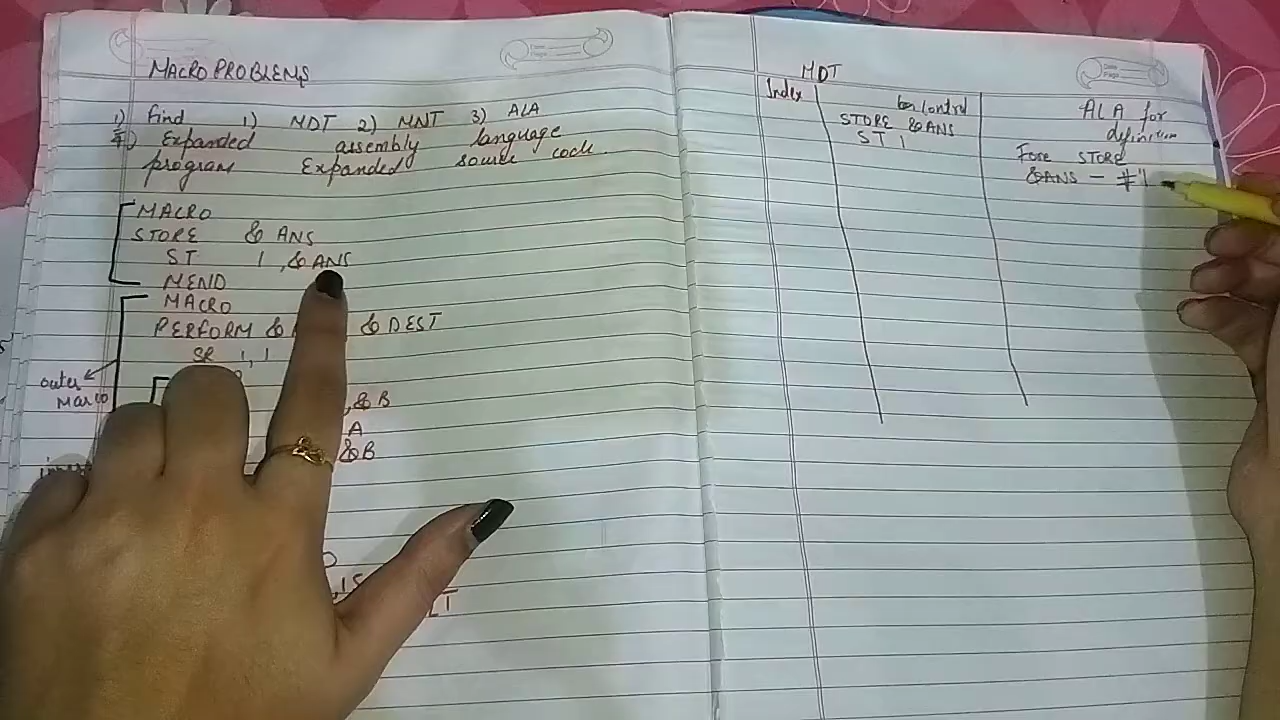 MACRO PROBLEMS
1) Find 1) MDT 2) MNT 3) ALA
4) Expanded assembly language
program Expanded source code.
MACRO
STORE & ANS
ST 1, & ANS
MEND
MACRO
PERFORM & & DEST
SR 1, 1
outer
Marco
, & B
A
& B
MDT
Index
STORE &ANS
ST 1
ALA for
definition
STORE
&ANS - #1